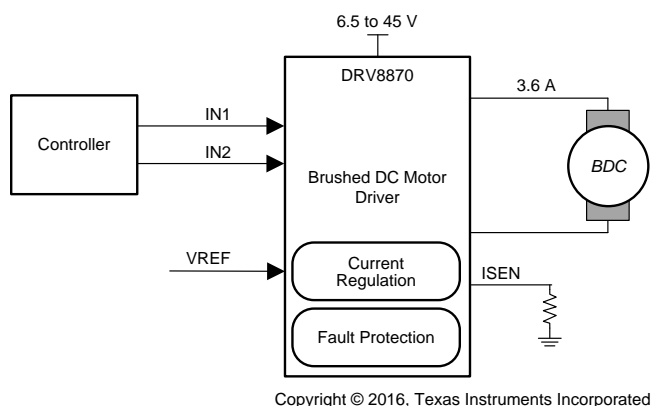 6.5 to 45 V
DRV8870
Controller
IN1
IN2
3.6 A
BDC
Brushed DC Motor
Driver
VREF
Current
Regulation
ISEN
Fault Protection
Copyright © 2016, Texas Instruments Incorporated